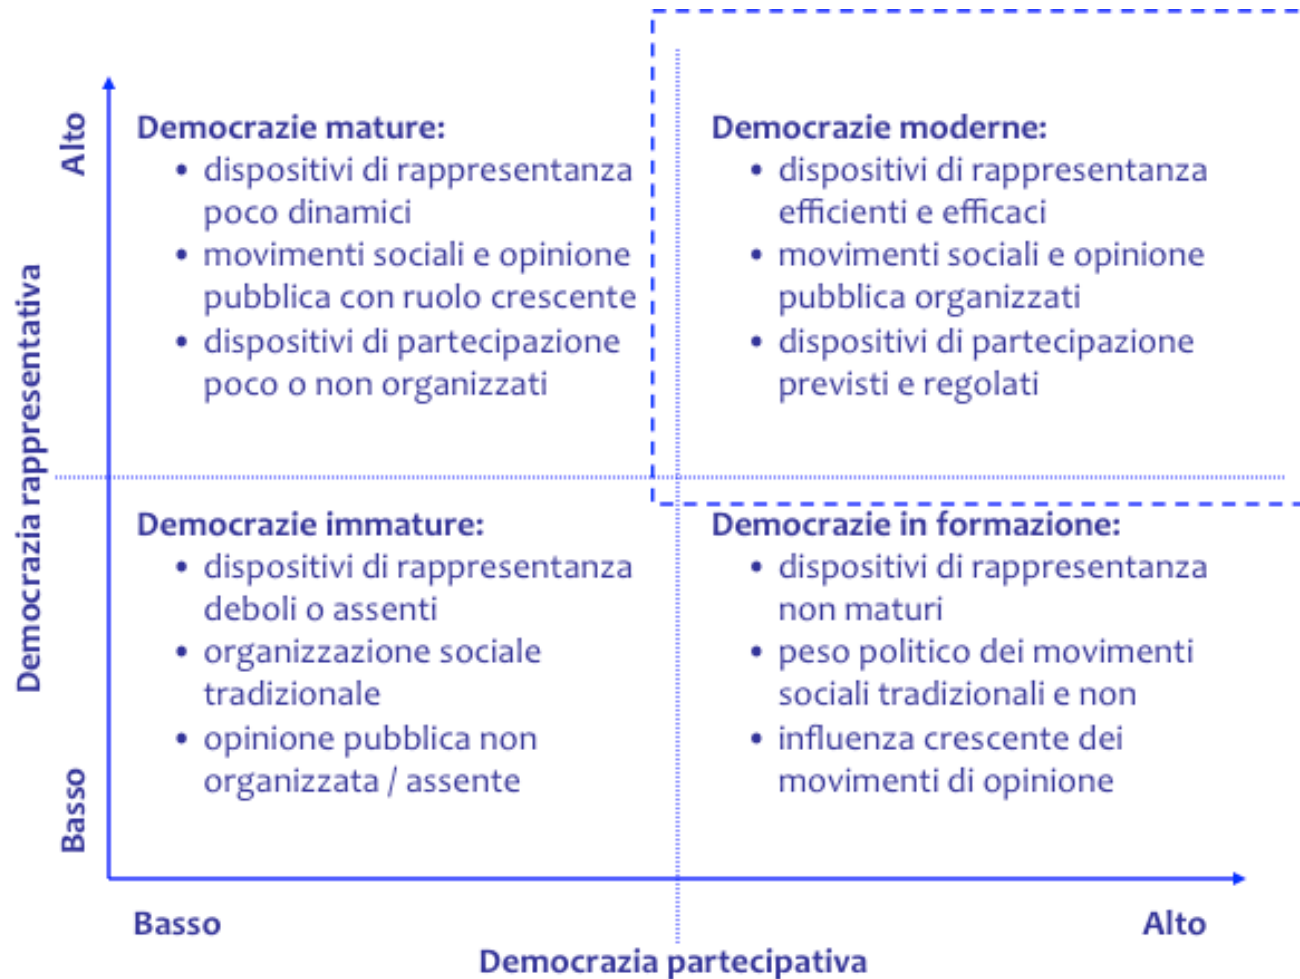 Democrazia rappresentativa
Alto
Basso
Democrazie mature:
• dispositivi di rappresentanza
poco dinamici
• movimenti sociali e opinione
pubblica con ruolo crescente
• dispositivi di partecipazione
poco o non organizzati
Democrazie moderne:
• dispositivi di rappresentanza
efficienti e efficaci
• movimenti sociali e opinione
pubblica organizzati
• dispositivi di partecipazione
previsti e regolati
Democrazie immature:
• dispositivi di rappresentanza
deboli o assenti
• organizzazione sociale
tradizionale
• opinione pubblica non
organizzata / assente
Democrazie in formazione:
• dispositivi di rappresentanza
non maturi
• peso politico dei movimenti
sociali tradizionali e non
• influenza crescente dei
movimenti di opinione
Basso
Alto
Democrazia partecipativa